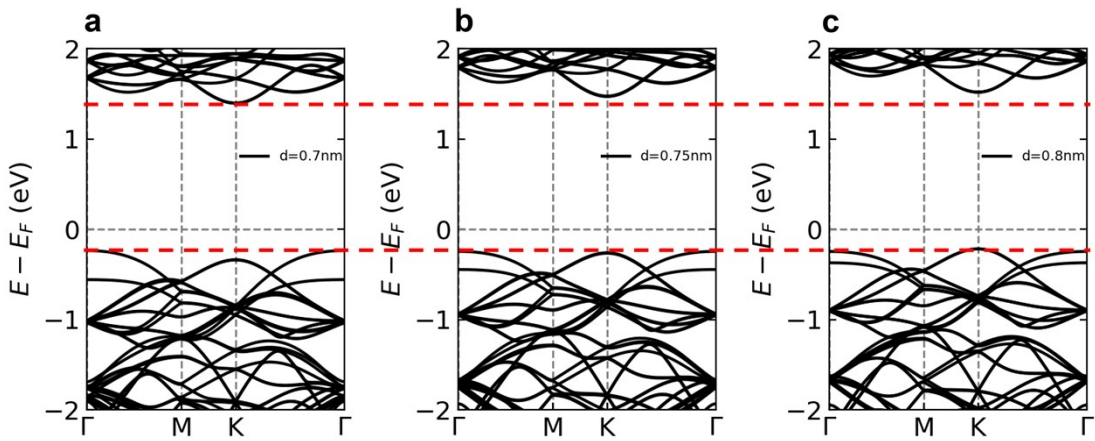 a
b
c
2
1
0
−1
−2
E − E_F (eV)
d=0.7nm
Γ
M
K
Γ
2
1
0
−1
−2
E − E_F (eV)
d=0.75nm
Γ
M
K
Γ
2
1
0
−1
−2
E − E_F (eV)
d=0.8nm
Γ
M
K
Γ